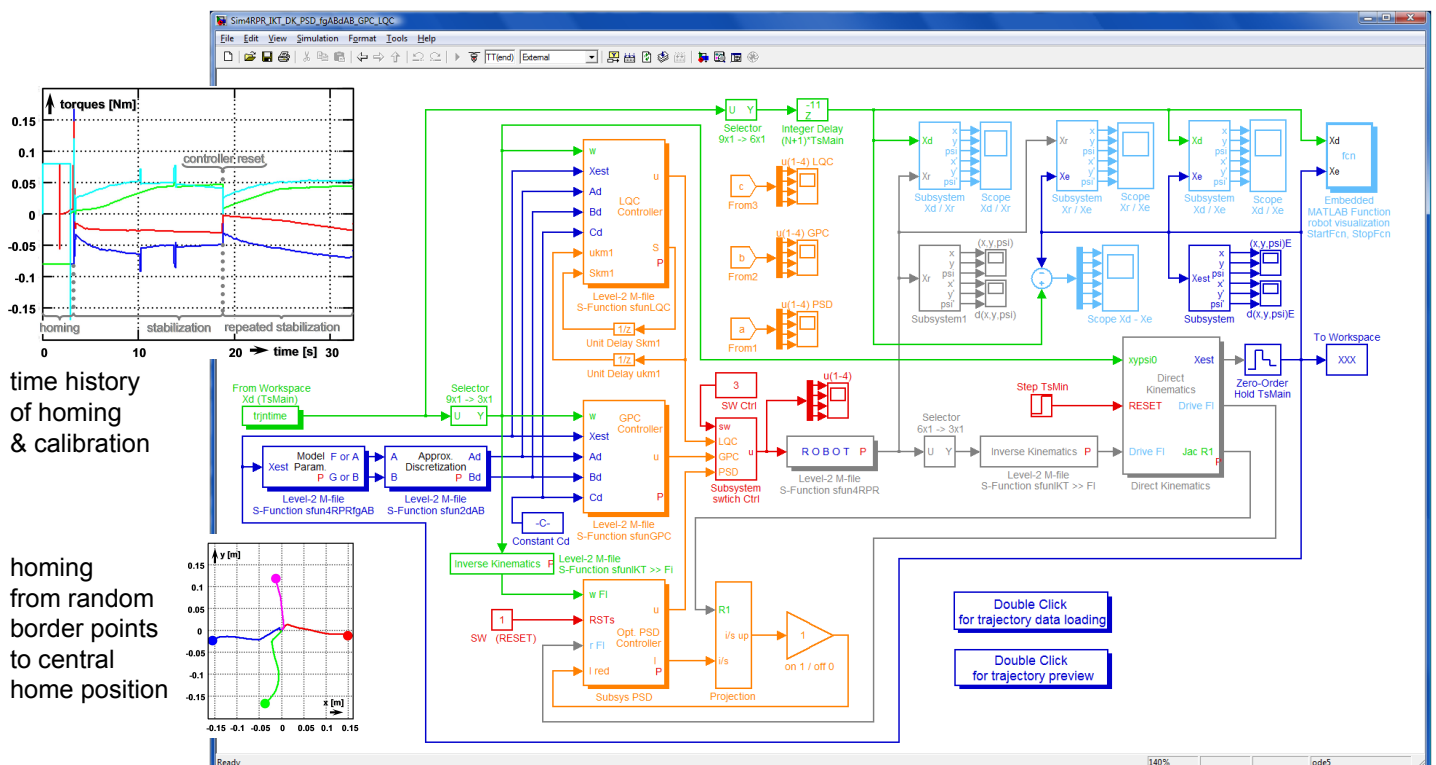 Sim4RPR_IKT_DK_PSD_fgABdAB_GPC_LQC
File Edit View Simulation Format Tools Help
TT(end) External
torques [Nm]
0.15
0.1
0.05
0
-0.05
-0.1
-0.15
controller reset
homing stabilization repeated stabilization
0 10 20 time [s] 30
time history
of homing
& calibration
homing
from random
border points
to central
home position
y [m]
0.15
0.1
0.05
0
-0.05
-0.1
-0.15
x [m]
-0.15 -0.1 -0.05 0 0.05 0.1 0.15
From Workspace
Xd (TsMain)
trjntime
Selector
9x1 -> 3x1
U Y
Xest
Model
Param.
P
F or A
G or B
Level-2 M-file
S-Function sfun4RPRfgAB
A
B
Approx.
Discretization
P
Ad
Bd
Level-2 M-file
S-Function sfun2dAB
w
Xest
Ad
Bd
Cd
ukm1
Skm1
LQC
Controller
u
S
P
Level-2 M-file
S-Function sfunLQC
1/z
Unit Delay Skm1
1/z
Unit Delay ukm1
w
Xest
Ad
Bd
Cd
GPC
Controller
u
P
Level-2 M-file
S-Function sfunGPC
-C-
Constant Cd
Inverse Kinematics P
Level-2 M-file
S-Function sfunIKT >> FI
1
SW (RESET)
w FI
RSTs
r FI
I red
Opt. PSD
Controller
u
I
P
Subsys PSD
R1
i/s
i/s up
Projection
1
on 1 / off 0
U Y
Selector
9x1 -> 6x1
-11
Z
Integer Delay
(N+1)*TsMain
u(1-4) LQC
c
From3
u(1-4) GPC
b
From2
u(1-4) PSD
a
From1
3
SW Ctrl
sw
LQC
GPC
PSD
u
Subsystem
swtich Ctrl
u(1-4)
R O B O T P
Level-2 M-file
S-Function sfun4RPR
Selector
6x1 -> 3x1
U Y
Inverse Kinematics P
Level-2 M-file
S-Function sfunIKT >> FI
Step TsMin
xypsi0
RESET
Drive FI
Direct
Kinematics
Xest
Drive FI
Jac R1
P
Direct Kinematics
Zero-Order
Hold TsMain
To Workspace
XXX
Xd
x
y
psi
x'
y'
psi'
Subsystem
Xd / Xr
Scope
Xd / Xr
Xr
Xe
x
y
psi
x'
y'
psi'
Subsystem
Xr / Xe
Scope
Xr / Xe
Xd
Xe
x
y
psi
x'
y'
psi'
Subsystem
Xd / Xe
Scope
Xd / Xe
Xd
Xe
fcn
Embedded
MATLAB Function
robot visualization
StartFcn, StopFcn
Xr
x
y
psi
x'
y'
psi'
(x,y,psi)
d(x,y,psi)
Subsystem1
Scope Xd - Xe
Xest
x
y
psi
x'
y'
psi'
(x,y,psi)E
d(x,y,psi)E
Subsystem
Double Click
for trajectory data loading
Double Click
for trajectory preview
Ready 140% ode5